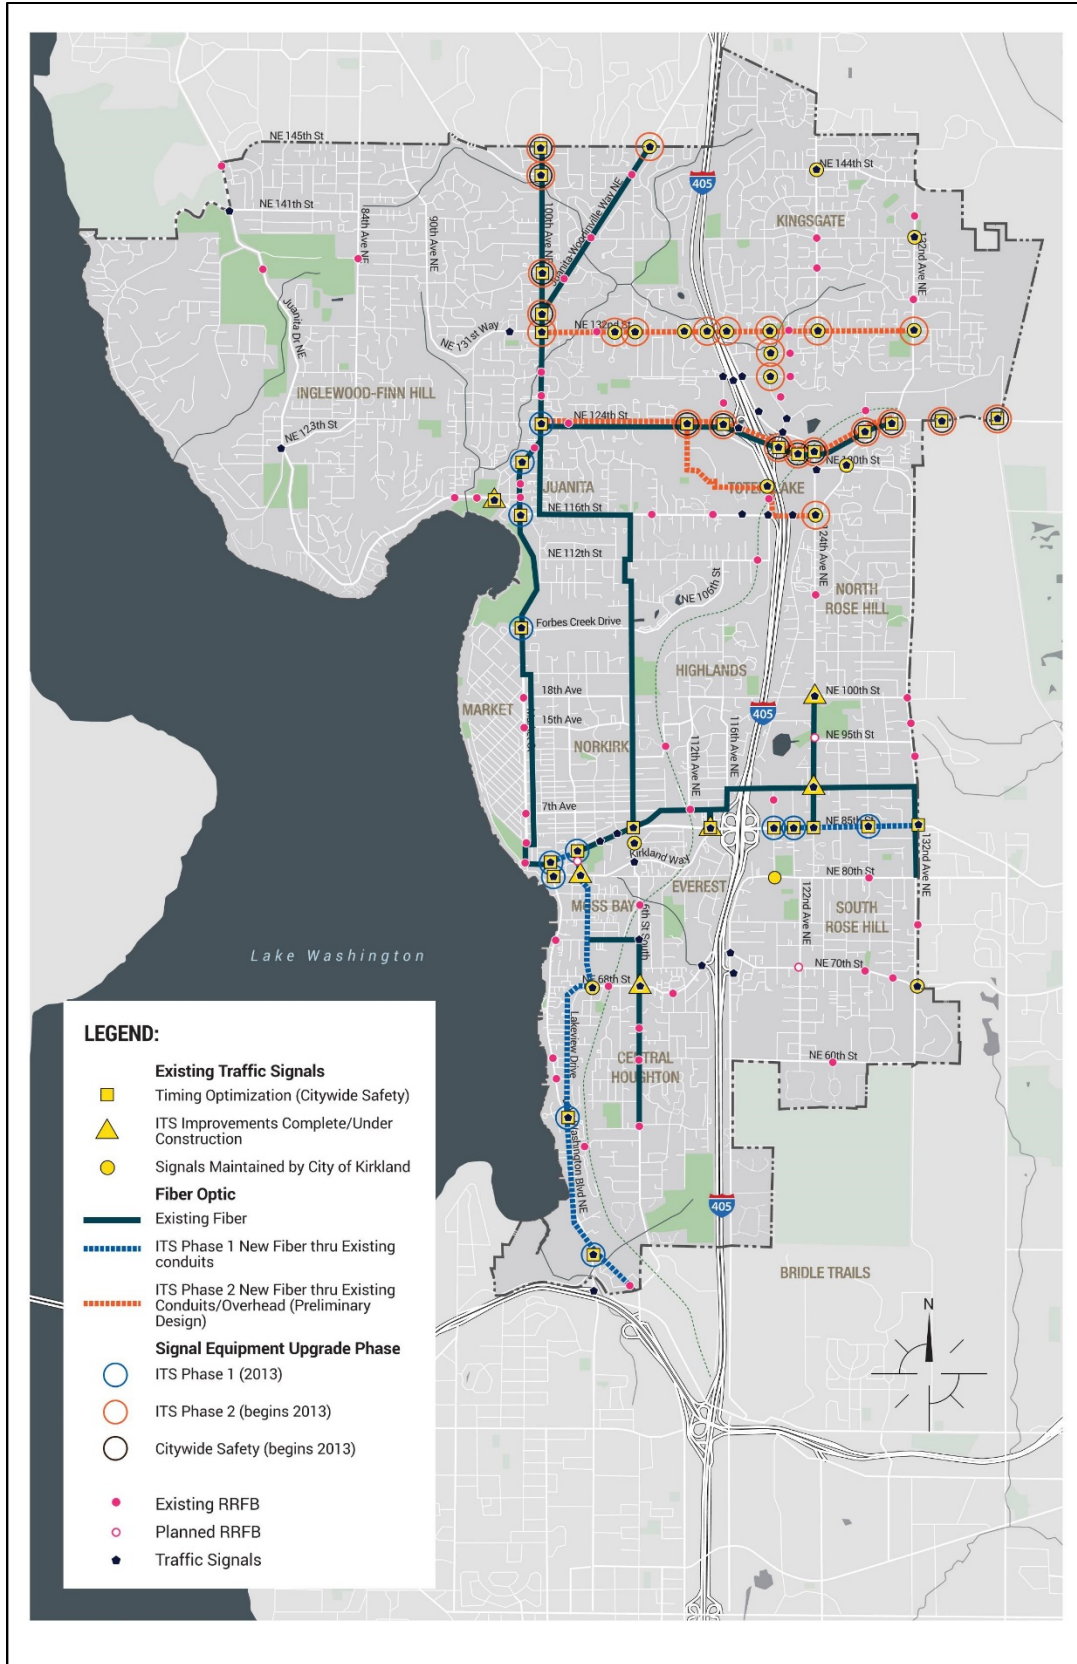 NE 145th St
NE 144th St
405
NE 141st St
KINGSGATE
84th Ave NE
90th Ave NE
100th Ave NE
Juanita-Woodinville Way NE
132nd Ave NE
Juanita Dr NE
NE 131st Way
NE 132nd St
INGLEWOOD-FINN HILL
NE 124th St
NE 123th St
NE 120th St
JUANITA
TOTEM LAKE
NE 116th St
124th Ave NE
NE 112th St
NE 106th St
NORTH
ROSE HILL
Forbes Creek Drive
HIGHLANDS
18th Ave
NE 100th St
MARKET
405
Market St
15th Ave
116th Ave NE
NE 95th St
NORKIRK
112th Ave NE
7th Ave
NE 85th St
Kirkland Way
132nd Ave NE
EVEREST
NE 80th St
MOSS BAY
122nd Ave NE
SOUTH
ROSE HILL
6th St South
Lake Washington
NE 70th St
NE 68th St
Lakeview Drive
CENTRAL
HOUGHTON
NE 60th St
Washington Blvd NE
405
BRIDLE TRAILS
N
LEGEND:
Existing Traffic Signals
Timing Optimization (Citywide Safety)
ITS Improvements Complete/Under
Construction
Signals Maintained by City of Kirkland
Fiber Optic
Existing Fiber
ITS Phase 1 New Fiber thru Existing
conduits
ITS Phase 2 New Fiber thru Existing
Conduits/Overhead (Preliminary
Design)
Signal Equipment Upgrade Phase
ITS Phase 1 (2013)
ITS Phase 2 (begins 2013)
Citywide Safety (begins 2013)
Existing RRFB
Planned RRFB
Traffic Signals